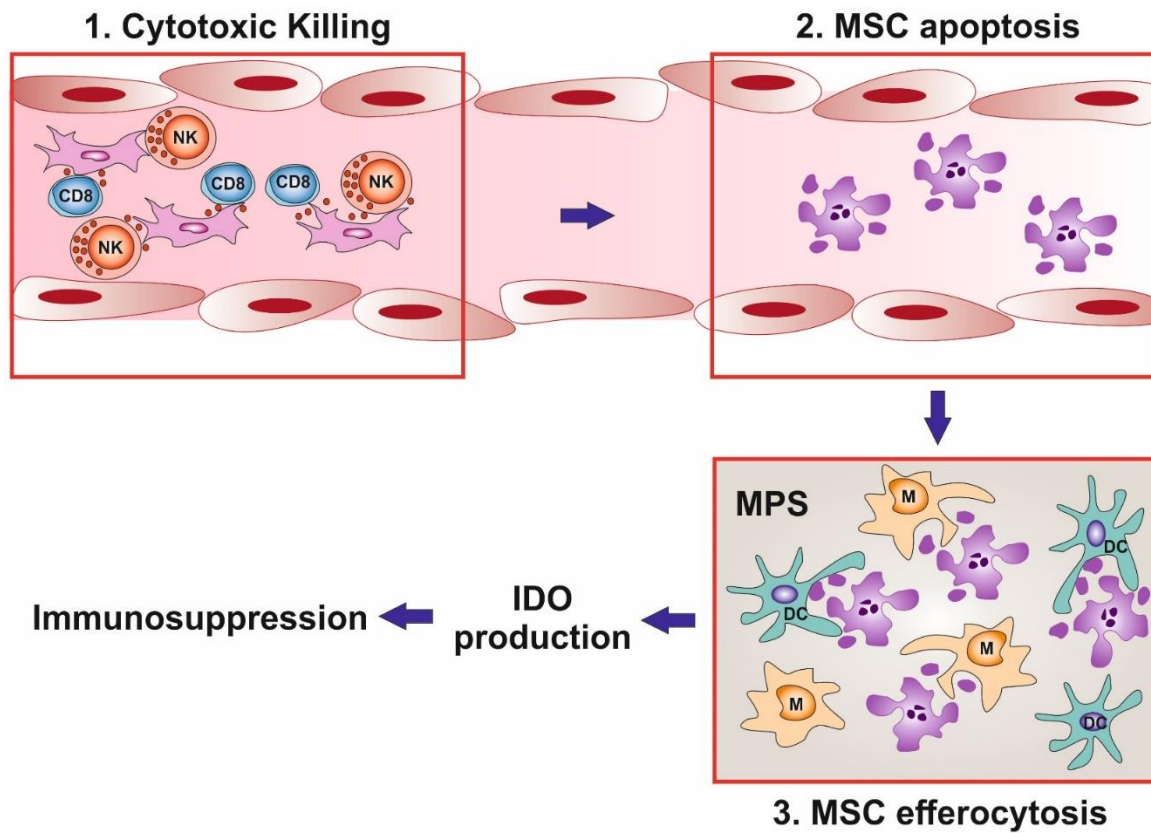 1. Cytotoxic Killing
2. MSC apoptosis
NK
CD8
CD8
NK
CD8
NK
MPS
M
DC
DC
M
M
DC
Immunosuppression
IDO
production
3. MSC efferocytosis